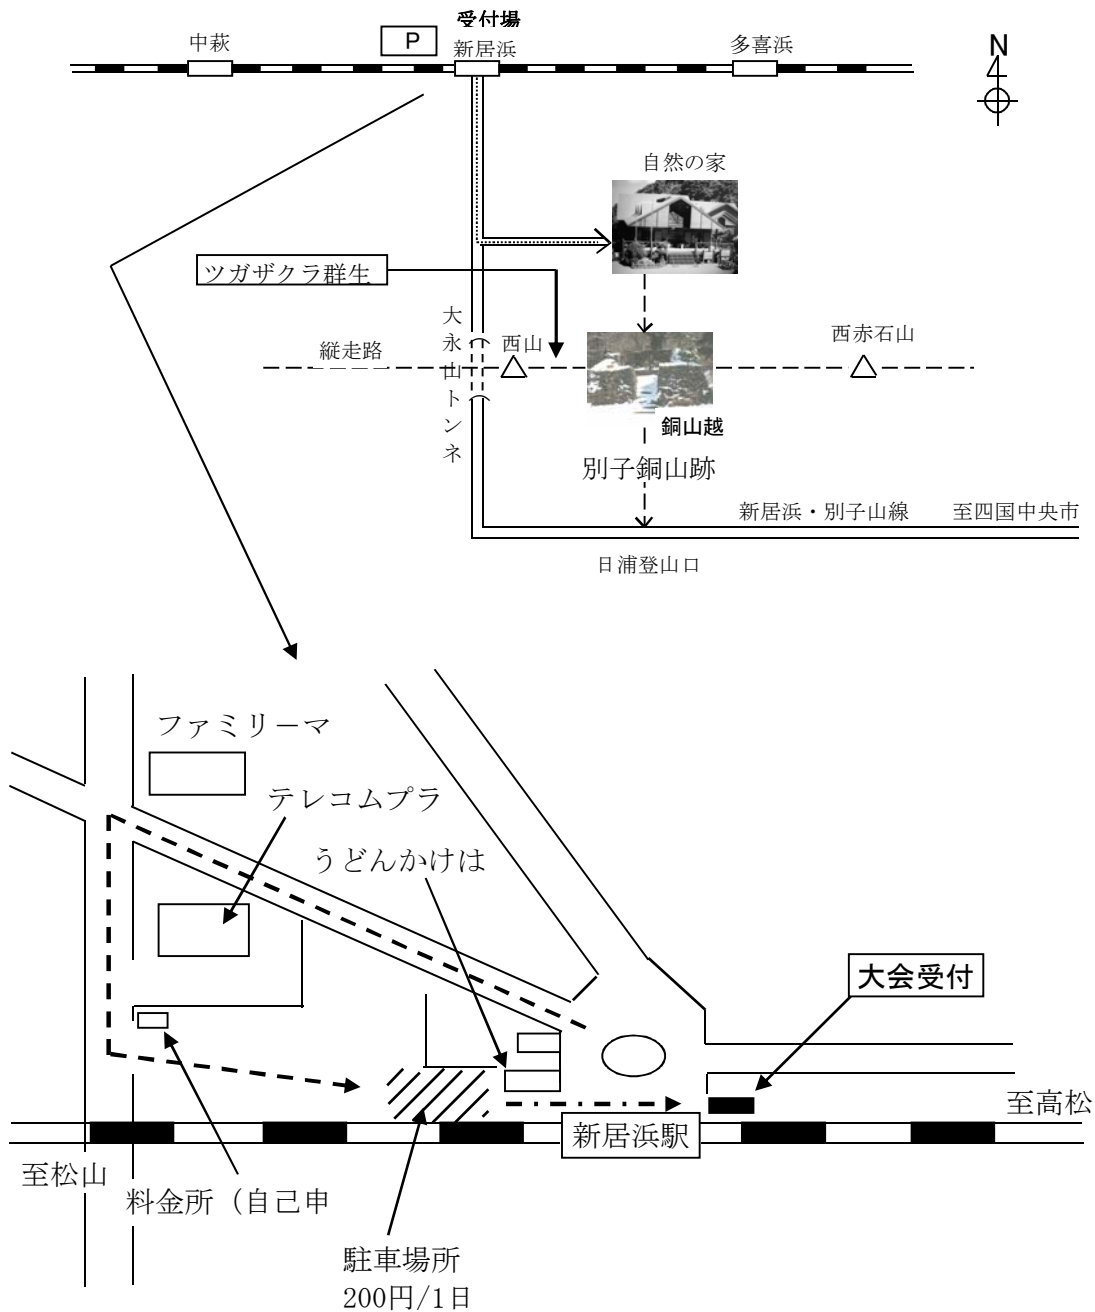 受付場
P
中萩
新居浜
多喜浜
N
自然の家
ツガザクラ群生
大永山トンネ
西山
西赤石山
縦走路
銅山越
別子銅山跡
新居浜・別子山線
至四国中央市
日浦登山口
ファミリーマ
テレコムプラ
うどんかけは
大会受付
至高松
新居浜駅
至松山
料金所（自己申
駐車場所
200円/1日